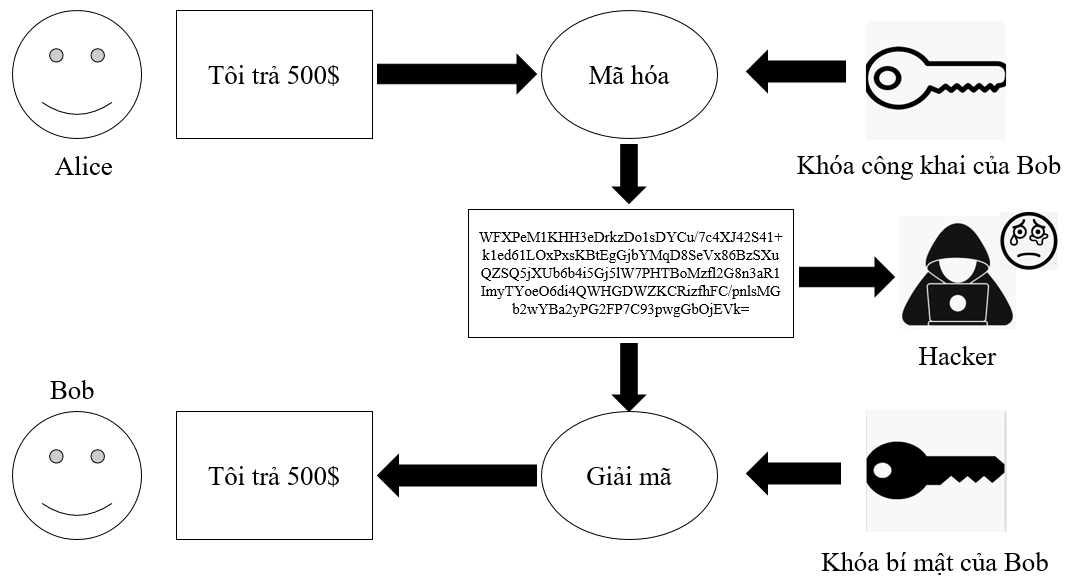 Tôi trả 500$
Mã hóa
Alice
Khóa công khai của Bob
WFXPeM1KHH3eDrkzDo1sDYCu/7c4XJ42S41+
k1ed61LOxPxsKBtEgGjbYMqD8SeVx86BzSXu
QZSQ5jXUb6b4i5Gj5lW7PHTBoMzfl2G8n3aR1
ImyTYoeO6di4QWHGDWZKCRizfhFC/pnlsMG
b2wYBa2yPG2FP7C93pwgGbOjEVk=
Hacker
Bob
Tôi trả 500$
Giải mã
Khóa bí mật của Bob